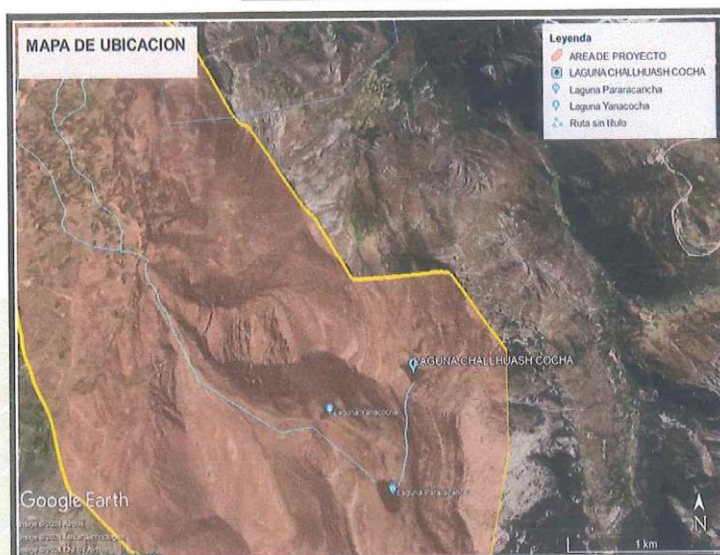 MAPA DE UBICACION
Leyenda
AREA DE PROYECTO
LAGUNA CHALLHUASH COCHA
Laguna Pararacancha
Laguna Yanacocha
Ruta sin título
LAGUNA CHALLHUASH COCHA
Laguna Yanacocha
Laguna
Google Earth
N
1 km